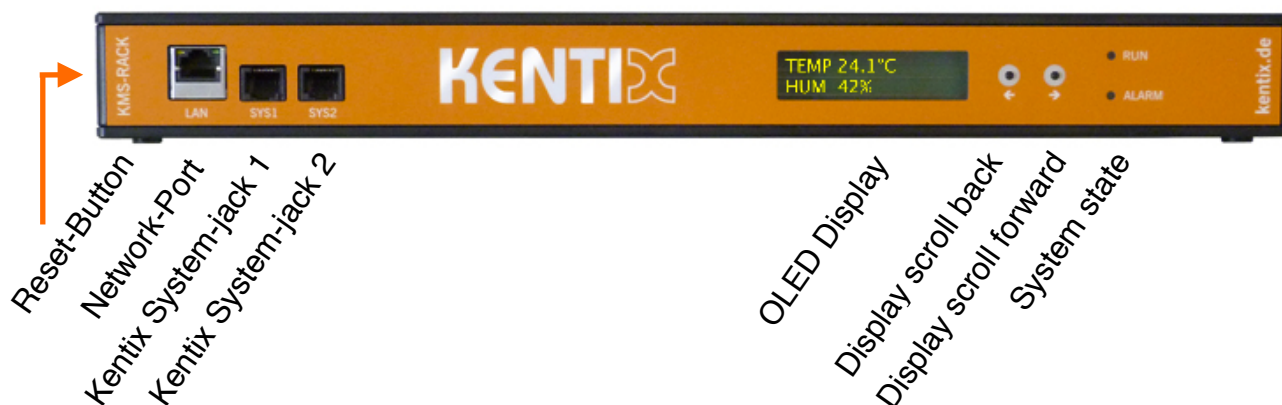 KMS-RACK
LAN
SYS1
SYS2
KENTIX
TEMP 24.1°C
HUM 42%
←
→
RUN
ALARM
kentix.de
Reset-Button
Network-Port
Kentix System-jack 1
Kentix System-jack 2
OLED Display
Display scroll back
Display scroll forward
System state